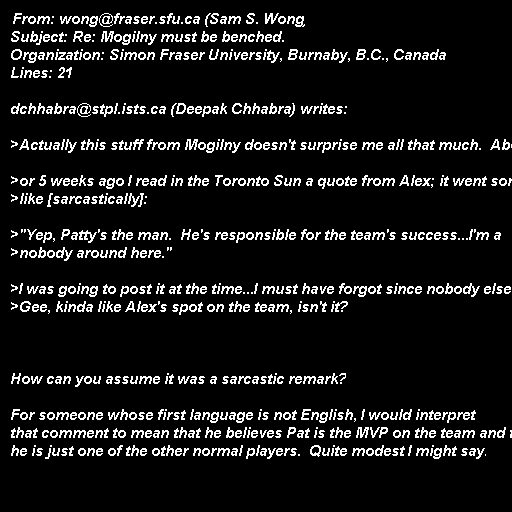 From: wong@fraser.sfu.ca (Sam S. Wong
Subject: Re: Mogilny must be benched.
Organization: Simon Fraser University, Burnaby, B.C., Canada
Lines: 21
dchhabra@stpl.ists.ca (Deepak Chhabra) writes:
>Actually this stuff from Mogilny doesn't surprise me all that much.
>or 5 weeks ago I read in the Toronto Sun a quote from Alex; it went
>like [sarcastically]:
>"Yep, Patty's the man.  He's responsible for the team's success...I'm a
>nobody around here."
>I was going to post it at the time...I must have forgot since nobody else
>Gee, kinda like Alex's spot on the team, isn't it?
How can you assume it was a sarcastic remark?
For someone whose first language is not English, I would interpret
that comment to mean that he believes Pat is the MVP on the team and
he is just one of the other normal players.  Quite modest I might say.